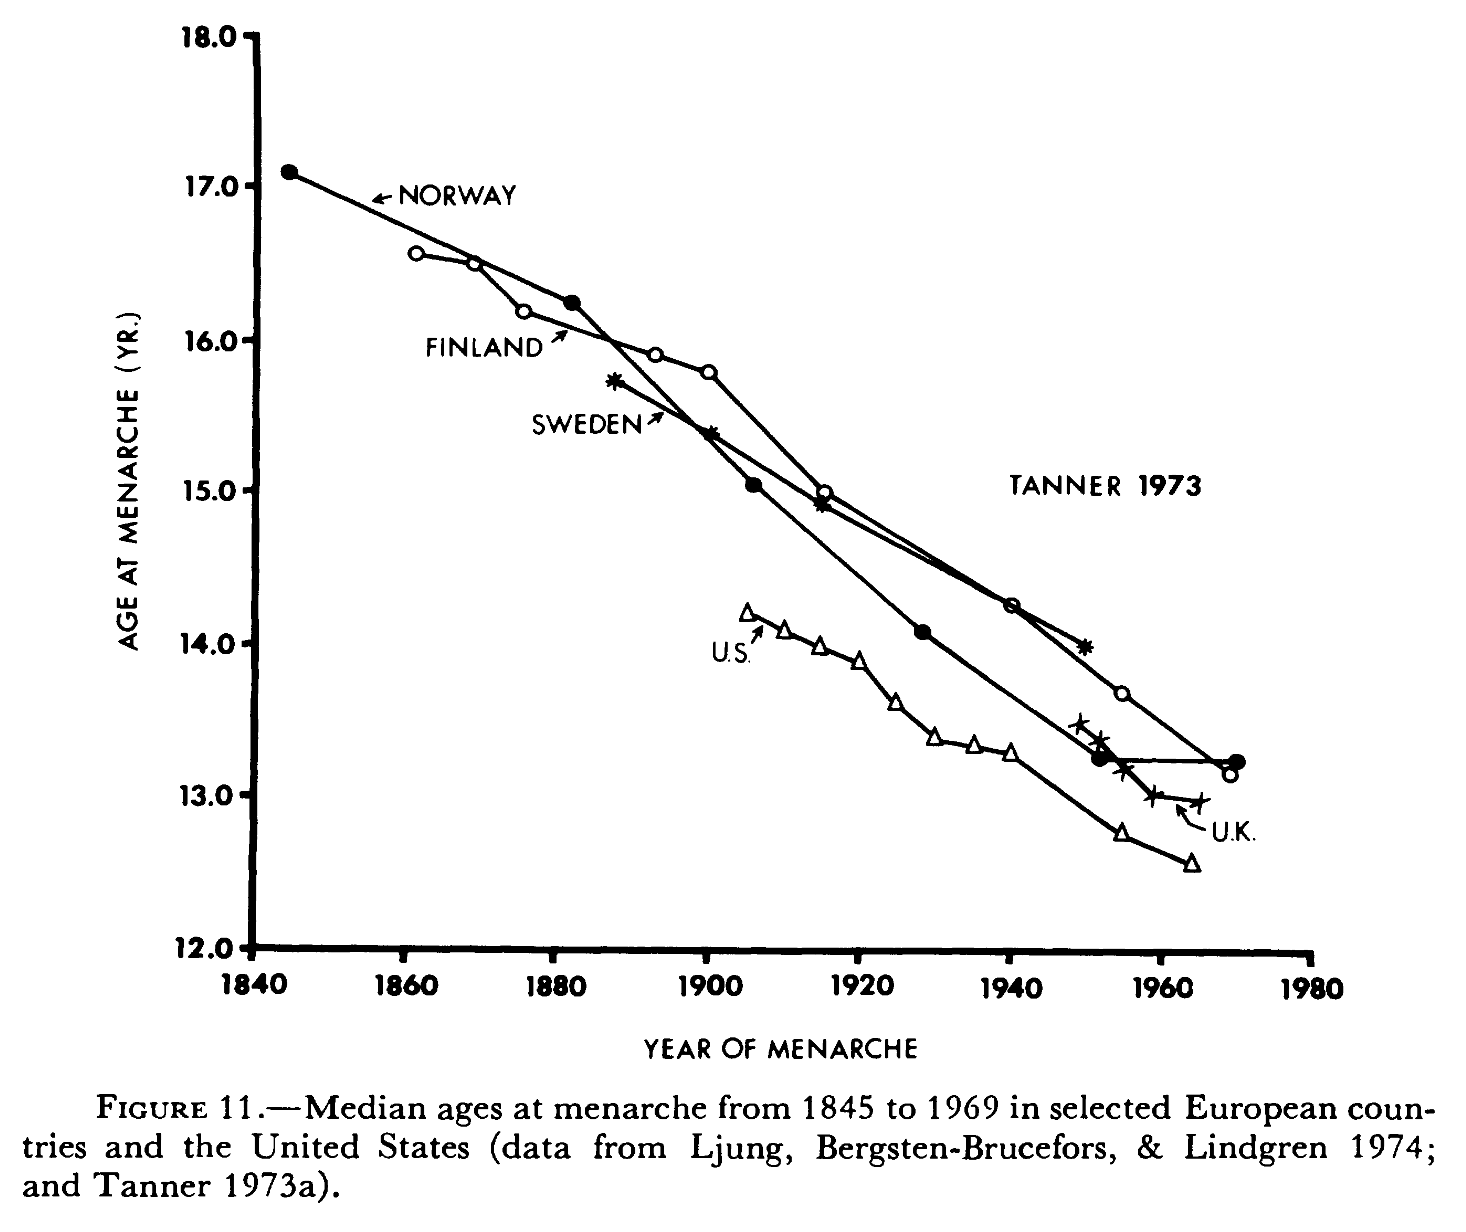 18.0
17.0
NORWAY
16.0
FINLAND
SWEDEN
15.0
TANNER 1973
14.0
U.S.
13.0
U.K.
12.0
AGE AT MENARCHE (YR.)
1840 1860 1880 1900 1920 1940 1960 1980
YEAR OF MENARCHE
FIGURE 11.—Median ages at menarche from 1845 to 1969 in selected European coun-
tries and the United States (data from Ljung, Bergsten-Brucefors, & Lindgren 1974;
and Tanner 1973a).